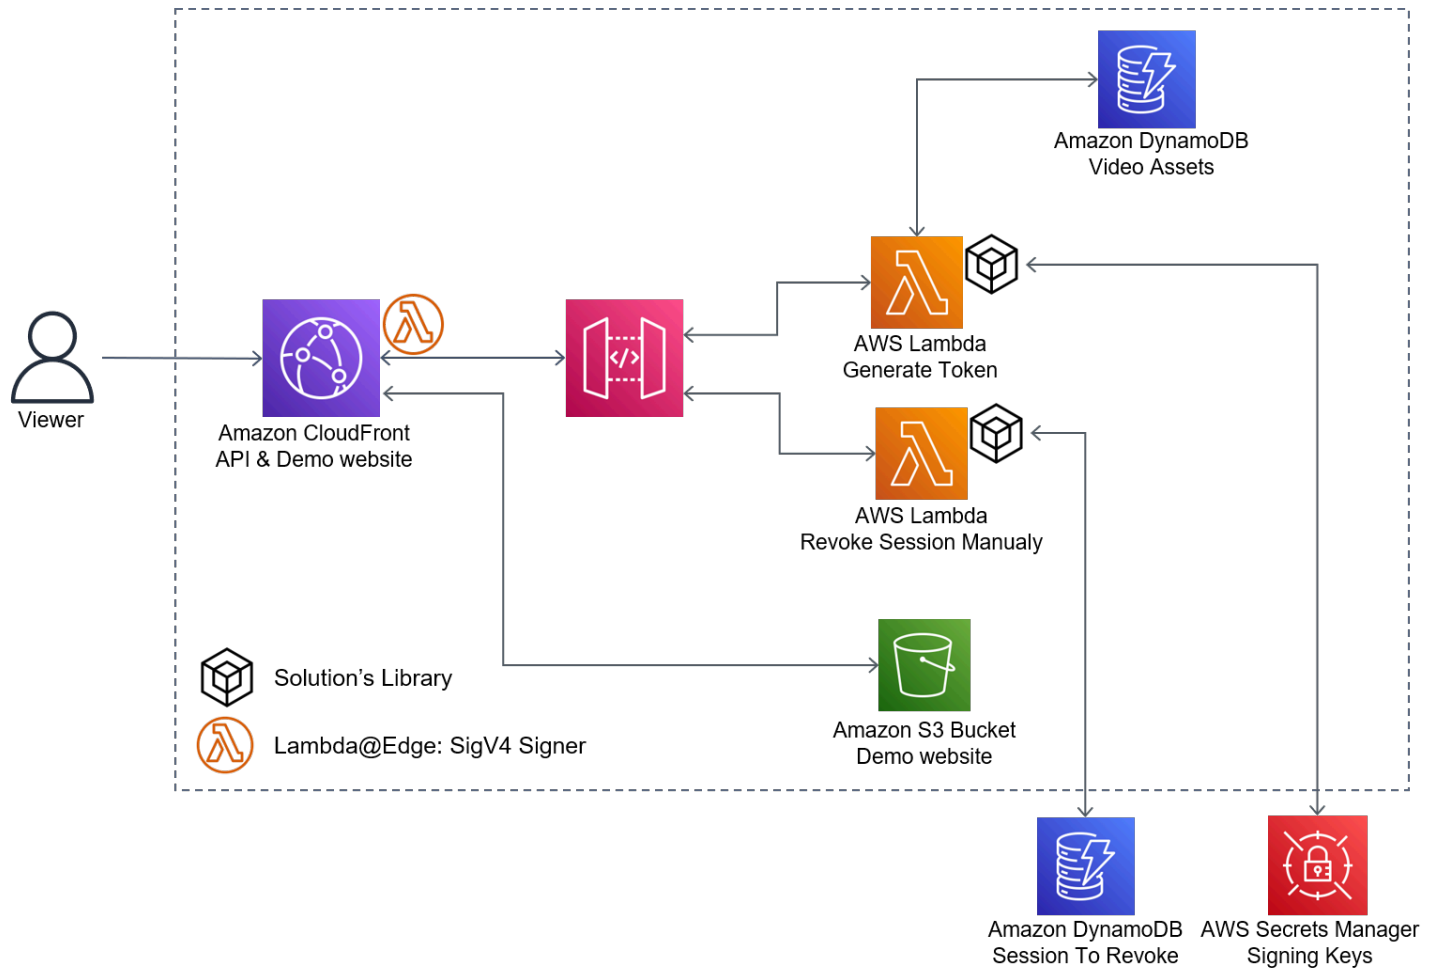 Amazon DynamoDB
Video Assets
AWS Lambda
Generate Token
Viewer
Amazon CloudFront
API & Demo website
</>
AWS Lambda
Revoke Session Manualy
Solution’s Library
Lambda@Edge: SigV4 Signer
Amazon S3 Bucket
Demo website
Amazon DynamoDB
Session To Revoke
AWS Secrets Manager
Signing Keys